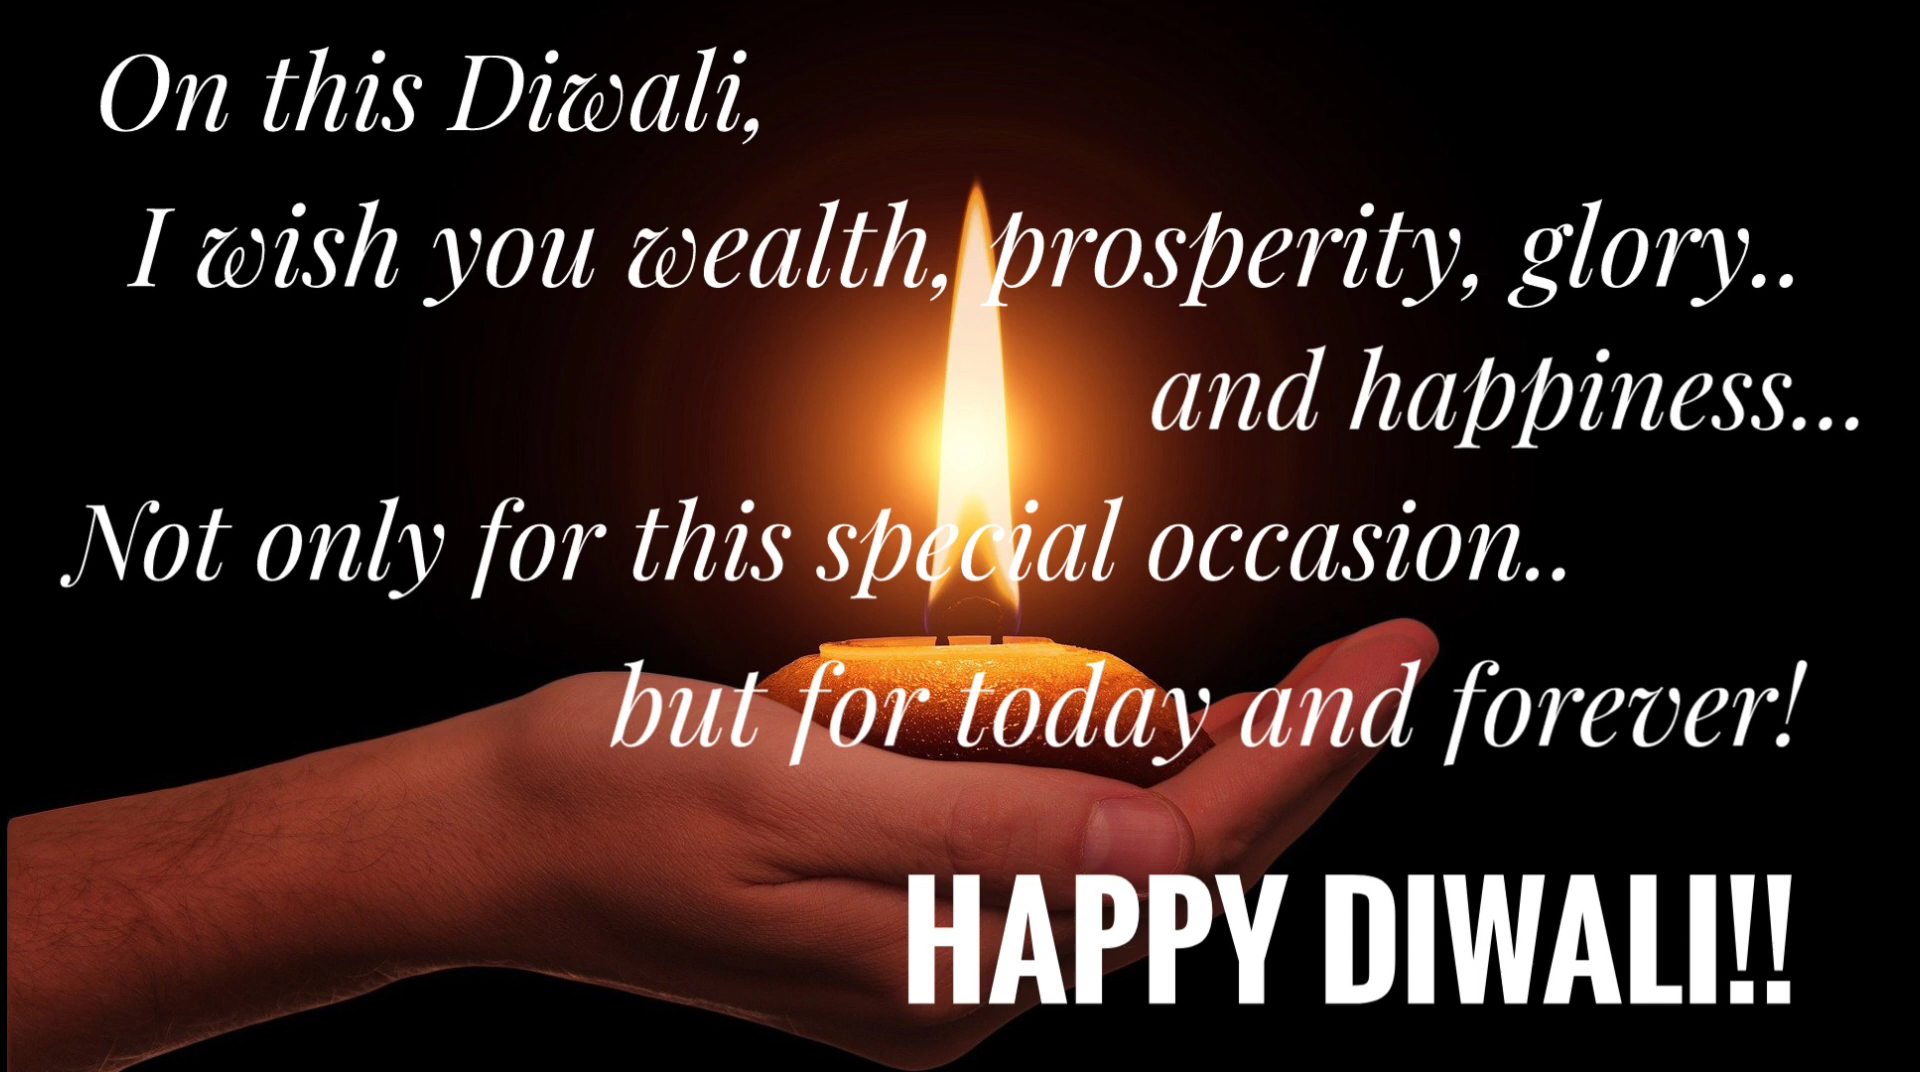 On this Diwali,
I wish you wealth, prosperity, glory..
and happiness...
Not only for this special occasion..
but for today and forever!
HAPPY DIWALI!!